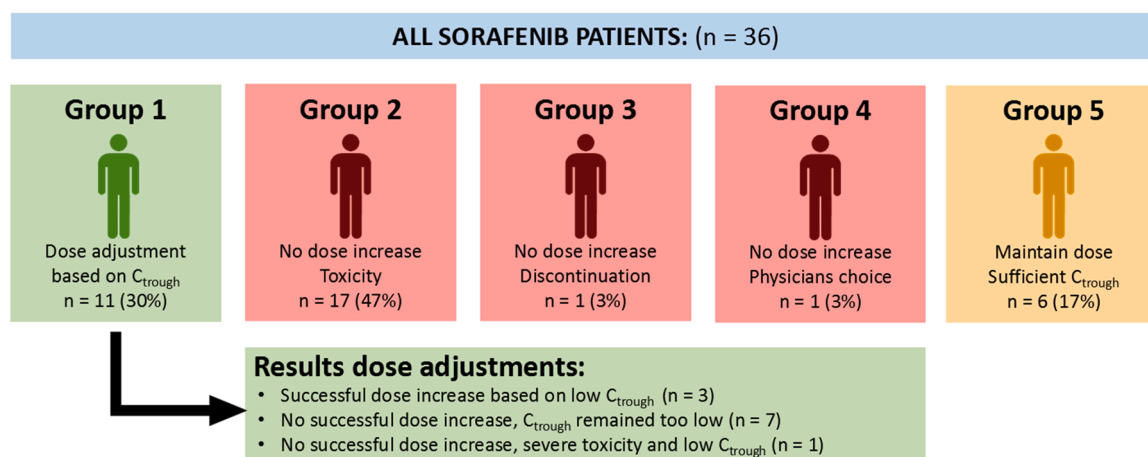 ALL SORAFENIB PATIENTS: (n = 36)
Group 1
Dose adjustment
based on Ctrough
n = 11 (30%)
Group 2
No dose increase
Toxicity
n = 17 (47%)
Group 3
No dose increase
Discontinuation
n = 1 (3%)
Group 4
No dose increase
Physicians choice
n = 1 (3%)
Group 5
Maintain dose
Sufficient Ctrough
n = 6 (17%)
Results dose adjustments:
• Successful dose increase based on low Ctrough (n = 3)
• No successful dose increase, Ctrough remained too low (n = 7)
• No successful dose increase, severe toxicity and low Ctrough (n = 1)